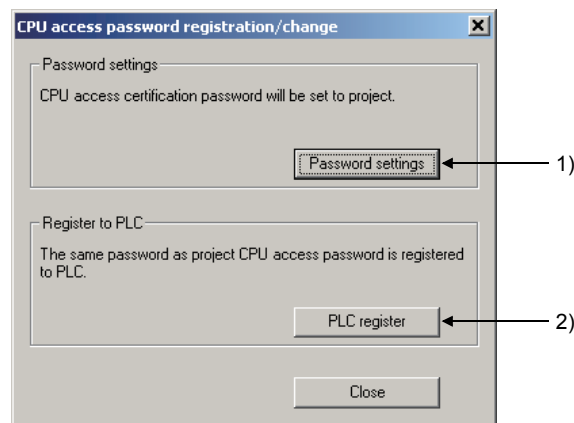 CPU access password registration/change
Password settings
CPU access certification password will be set to project.
Password settings
1)
Register to PLC
The same password as project CPU access password is registered
to PLC.
PLC register
2)
Close